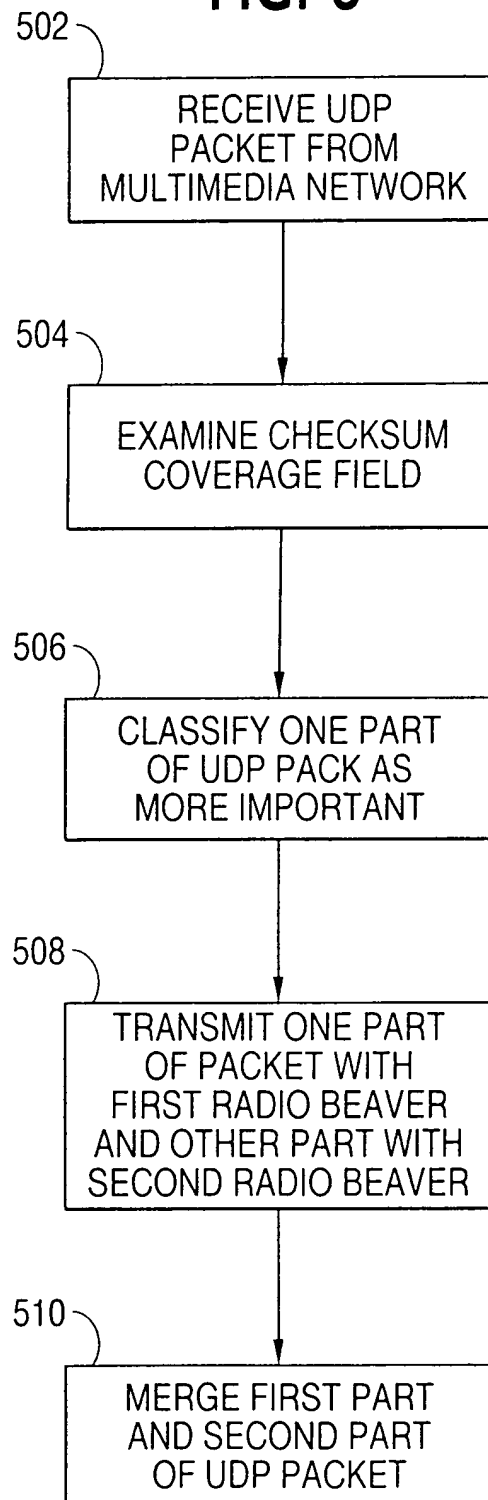 502
RECEIVE UDP
PACKET FROM
MULTIMEDIA NETWORK
504
EXAMINE CHECKSUM
COVERAGE FIELD
506
CLASSIFY ONE PART
OF UDP PACK AS
MORE IMPORTANT
508
TRANSMIT ONE PART
OF PACKET WITH
FIRST RADIO BEAVER
AND OTHER PART WITH
SECOND RADIO BEAVER
510
MERGE FIRST PART
AND SECOND PART
OF UDP PACKET